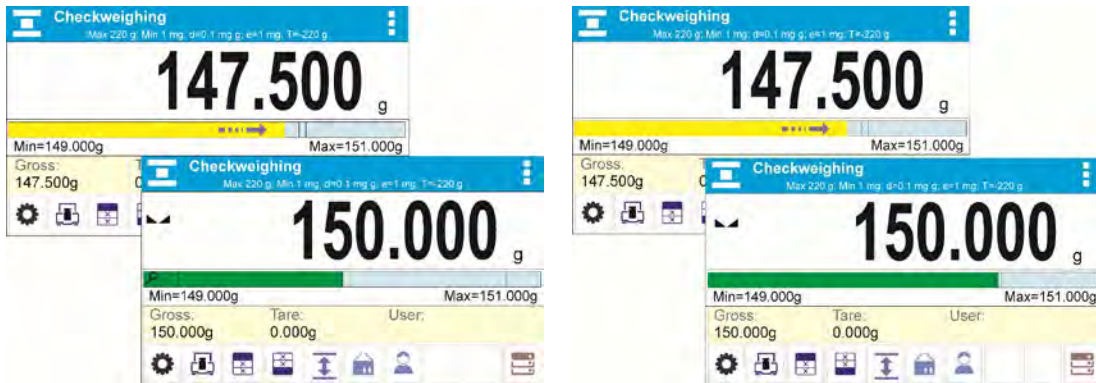 Checkweighing
Max 220 g; Min 1 mg; d=0.1 mg g; e=1 mg; T=-220 g
147.500 g
Min=149.000g Max=151.000g
Gross:
147.500g
Checkweighing
Max 220 g; Min 1 mg; d=0.1 mg g; e=1 mg; T=-220 g
150.000 g
Min=149.000g Max=151.000g
Gross: Tare: User:
150.000g 0.000g
Checkweighing
Max 220 g; Min 1 mg; d=0.1 mg g; e=1 mg; T=-220 g
147.500 g
Min=149.000g Max=151.000g
Gross:
147.500g
Checkweighing
Max 220 g; Min 1 mg; d=0.1 mg g; e=1 mg; T=-220 g
150.000 g
Min=149.000g Max=151.000g
Gross: Tare: User:
150.000g 0.000g